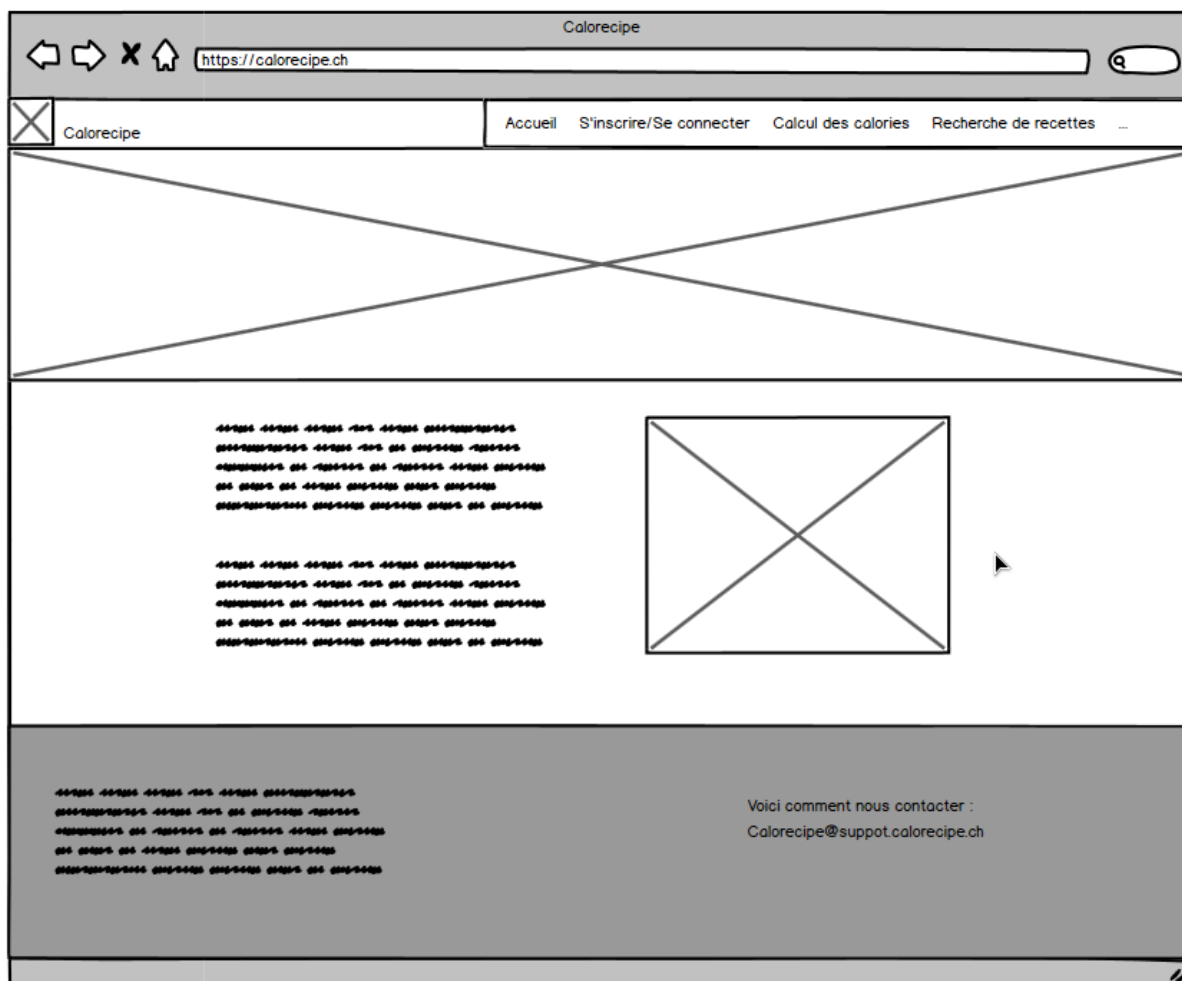 Calorecipe
https://calorecipe.ch
Calorecipe
Accueil S'inscrire/Se connecter Calcul des calories Recherche de recettes ...
Voici comment nous contacter :
Calorecipe@suppot.calorecipe.ch